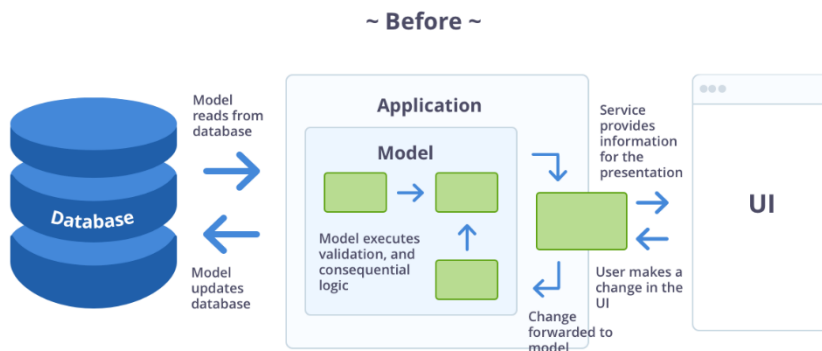 ~ Before ~
Model
reads from
database
Database
Model
updates
database
Application
Model
Model executes
validation, and
consequential
logic
Service
provides
information
for the
presentation
User makes a
change in the
UI
Change
forwarded to
model
UI